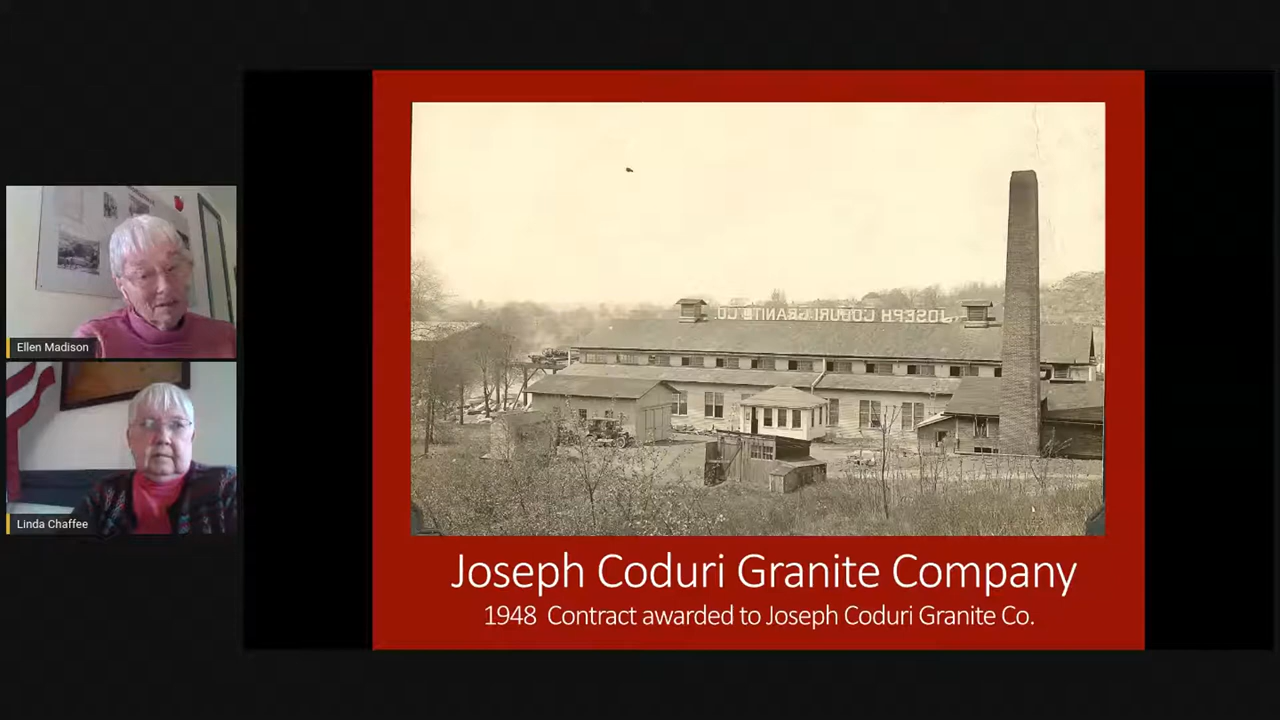 Ellen Madison
Linda Chaffee
JOSEPH CODURI GRANITE CO.
Joseph Coduri Granite Company
1948 Contract awarded to Joseph Coduri Granite Co.